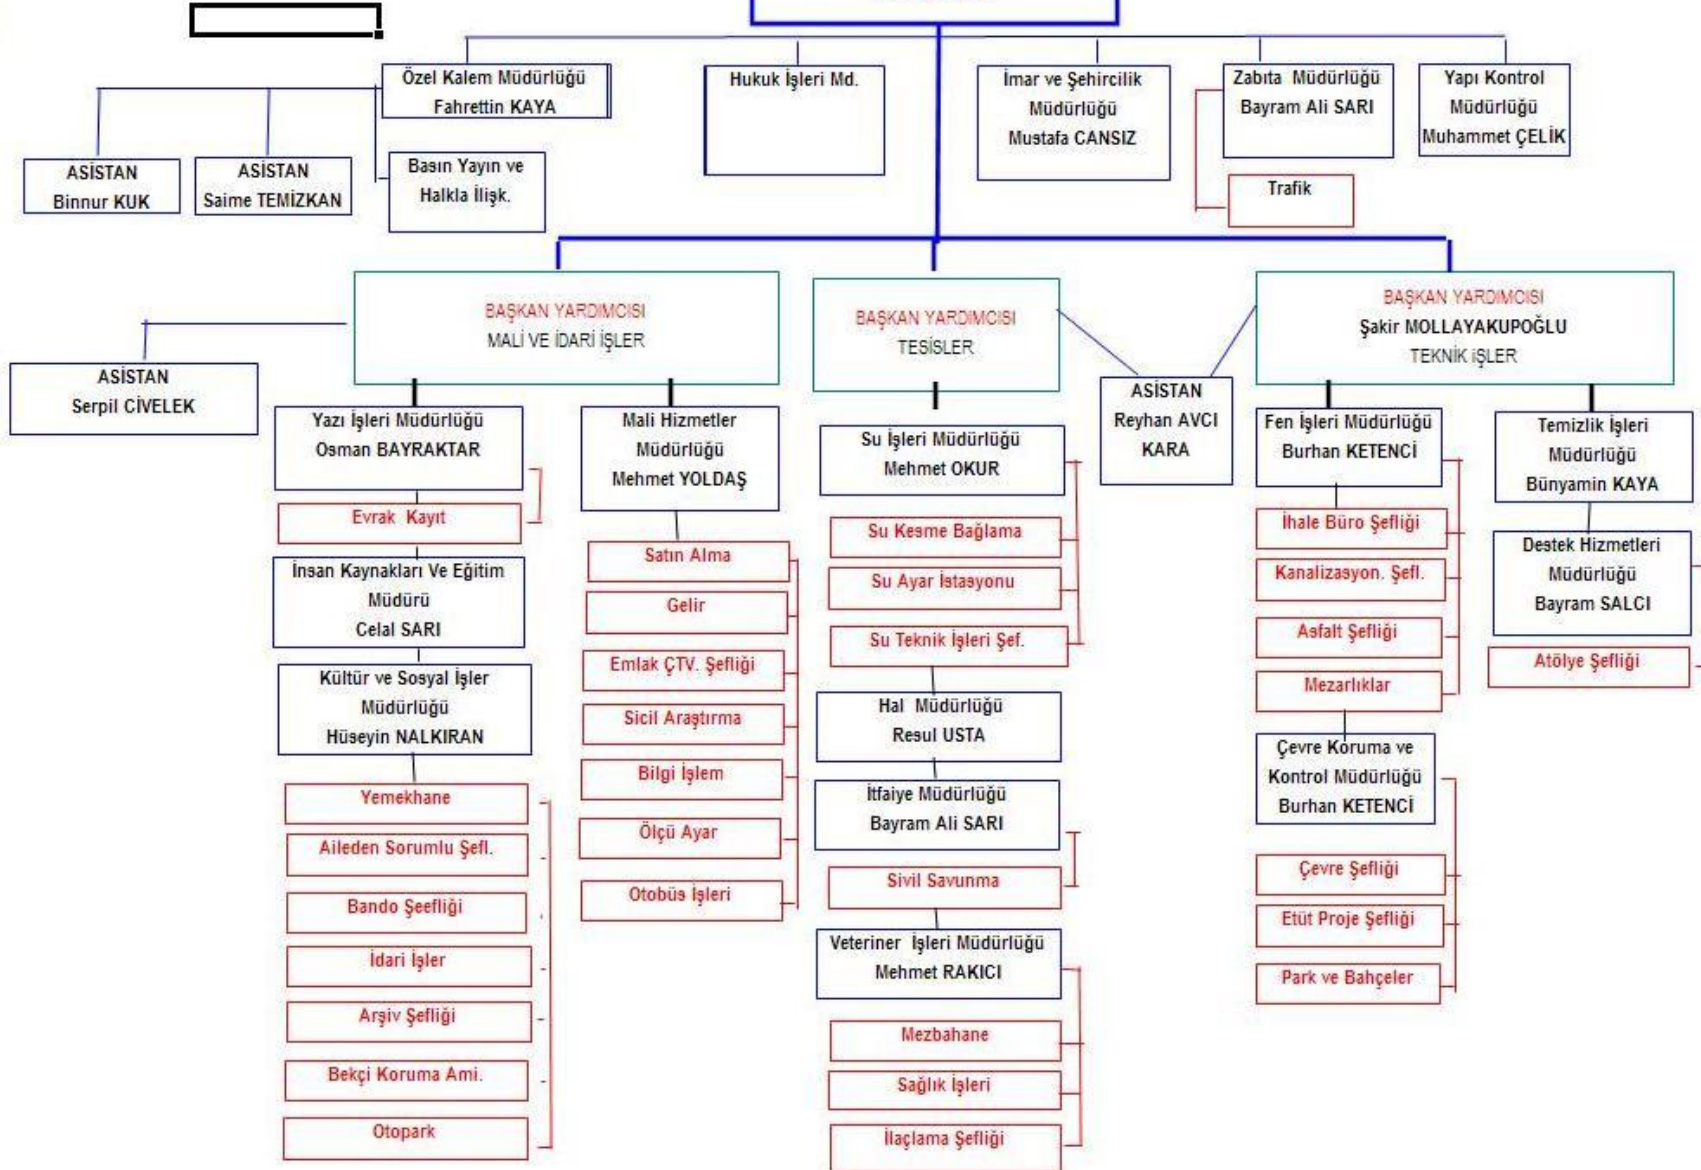 Özel Kalem Müdürlüğü
Fahrettin KAYA
Hukuk İşleri Md.
İmar ve Şehircilik
Müdürlüğü
Mustafa CANSIZ
Zabıta Müdürlüğü
Bayram Ali SARI
Yapı Kontrol
Müdürlüğü
Muhammet ÇELİK
ASİSTAN
Binnur KUK
ASİSTAN
Saime TEMİZKAN
Basın Yayın ve
Halkla İlişk.
Trafik
BAŞKAN YARDIMCISI
MALİ VE İDARİ İŞLER
BAŞKAN YARDIMCISI
TESİSLER
BAŞKAN YARDIMCISI
Şakir MOLLAYAKUPOĞLU
TEKNİK iŞLER
ASİSTAN
Serpil CİVELEK
ASİSTAN
Reyhan AVCI
KARA
Yazı İşleri Müdürlüğü
Osman BAYRAKTAR
Evrak Kayıt
İnsan Kaynakları Ve Eğitim
Müdürü
Celal SARI
Kültür ve Sosyal İşler
Müdürlüğü
Hüseyin NALKIRAN
Yemekhane
Aileden Sorumlu Şefl.
Bando Şeefliği
İdari İşler
Arşiv Şefliği
Bekçi Koruma Ami.
Otopark
Mali Hizmetler
Müdürlüğü
Mehmet YOLDAŞ
Satın Alma
Gelir
Emlak ÇTV. Şefliği
Sicil Araştırma
Bilgi İşlem
Ölçü Ayar
Otobüs İşleri
Su İşleri Müdürlüğü
Mehmet OKUR
Su Kesme Bağlama
Su Ayar İstasyonu
Su Teknik İşleri Şef.
Hal Müdürlüğü
Resul USTA
İtfaiye Müdürlüğü
Bayram Ali SARI
Sivil Savunma
Veteriner İşleri Müdürlüğü
Mehmet RAKICI
Mezbahane
Sağlık İşleri
İlaçlama Şefliği
Fen İşleri Müdürlüğü
Burhan KETENCİ
İhale Büro Şefliği
Kanalizasyon. Şefl.
Asfalt Şefliği
Mezarlıklar
Çevre Koruma ve
Kontrol Müdürlüğü
Burhan KETENCİ
Çevre Şefliği
Etüt Proje Şefliği
Park ve Bahçeler
Temizlik İşleri
Müdürlüğü
Bünyamin KAYA
Destek Hizmetleri
Müdürlüğü
Bayram SALCI
Atölye Şefliği